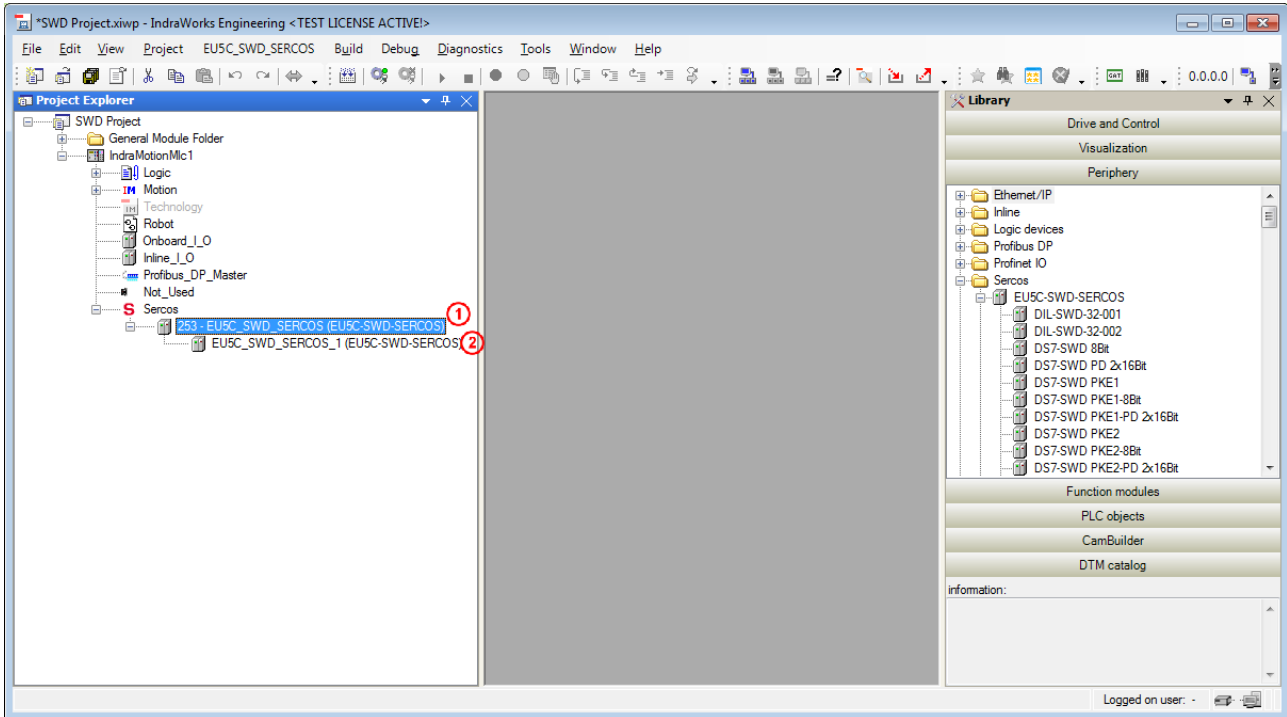 *SWD Project.xiwp - IndraWorks Engineering <TEST LICENSE ACTIVE!>
File Edit View Project EU5C_SWD_SERCOS Build Debug Diagnostics Tools Window Help
0.0.0.0
Project Explorer
SWD Project
General Module Folder
IndraMotionMlc1
Logic
IM Motion
IM Technology
Robot
Onboard_I_O
Inline_I_O
Profibus_DP_Master
Not_Used
S Sercos
253 - EU5C_SWD_SERCOS (EU5C-SWD-SERCOS) 1
EU5C_SWD_SERCOS_1 (EU5C-SWD-SERCOS) 2
Library
Drive and Control
Visualization
Periphery
Ethernet/IP
Inline
Logic devices
Profibus DP
Profinet IO
Sercos
EU5C-SWD-SERCOS
DIL-SWD-32-001
DIL-SWD-32-002
DS7-SWD 8Bit
DS7-SWD PD 2x16Bit
DS7-SWD PKE1
DS7-SWD PKE1-8Bit
DS7-SWD PKE1-PD 2x16Bit
DS7-SWD PKE2
DS7-SWD PKE2-8Bit
DS7-SWD PKE2-PD 2x16Bit
Function modules
PLC objects
CamBuilder
DTM catalog
information:
Logged on user: -